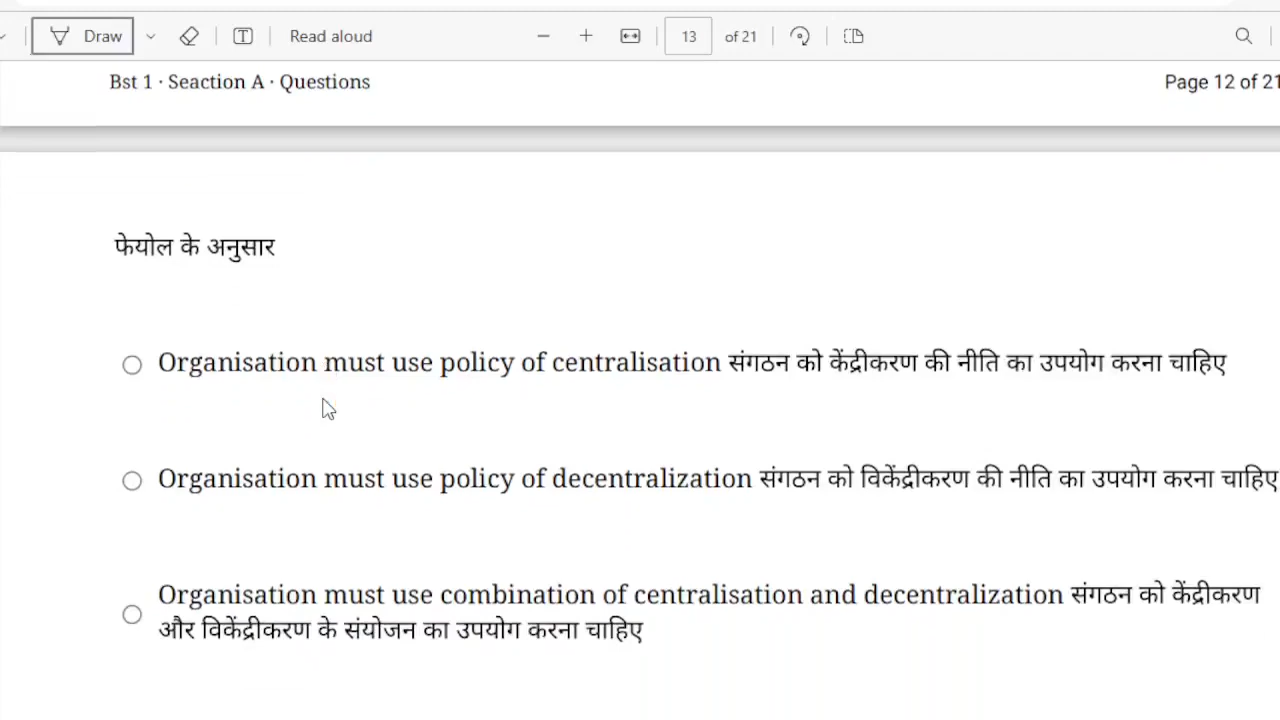 Draw
Read aloud
13 of 21
Bst 1 · Seaction A · Questions
Page 12 of 21
फेयोल के अनुसार
Organisation must use policy of centralisation संगठन को केंद्रीकरण की नीति का उपयोग करना चाहिए
Organisation must use policy of decentralization संगठन को विकेंद्रीकरण की नीति का उपयोग करना चाहिए
Organisation must use combination of centralisation and decentralization संगठन को केंद्रीकरण
और विकेंद्रीकरण के संयोजन का उपयोग करना चाहिए